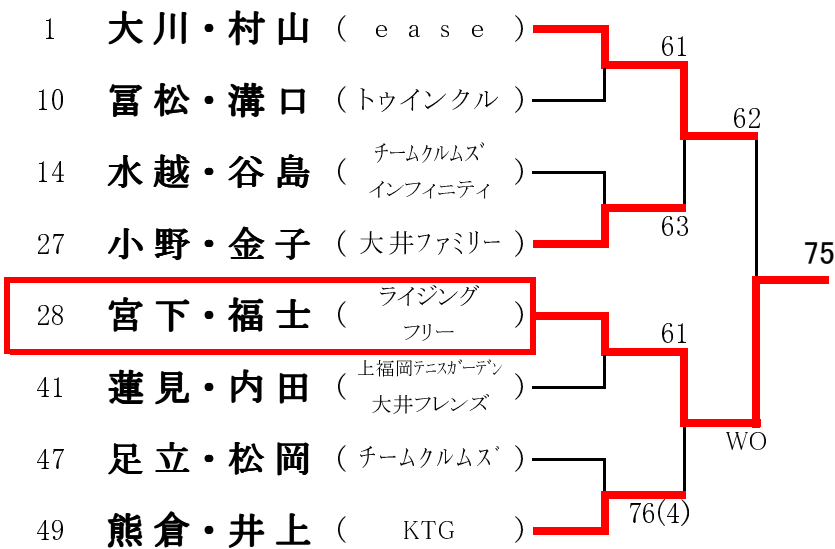 1 大川・村山 ( ease )
61
10 冨松・溝口 ( トゥインクル )
62
14 水越・谷島 ( チームクルムズ
インフィニティ )
63
27 小野・金子 ( 大井ファミリー )
75
28 宮下・福士 ( ライジング
フリー )
61
41 蓮見・内田 ( 上福岡テニスガーデン
大井フレンズ )
WO
47 足立・松岡 ( チームクルムズ )
76(4)
49 熊倉・井上 ( KTG )